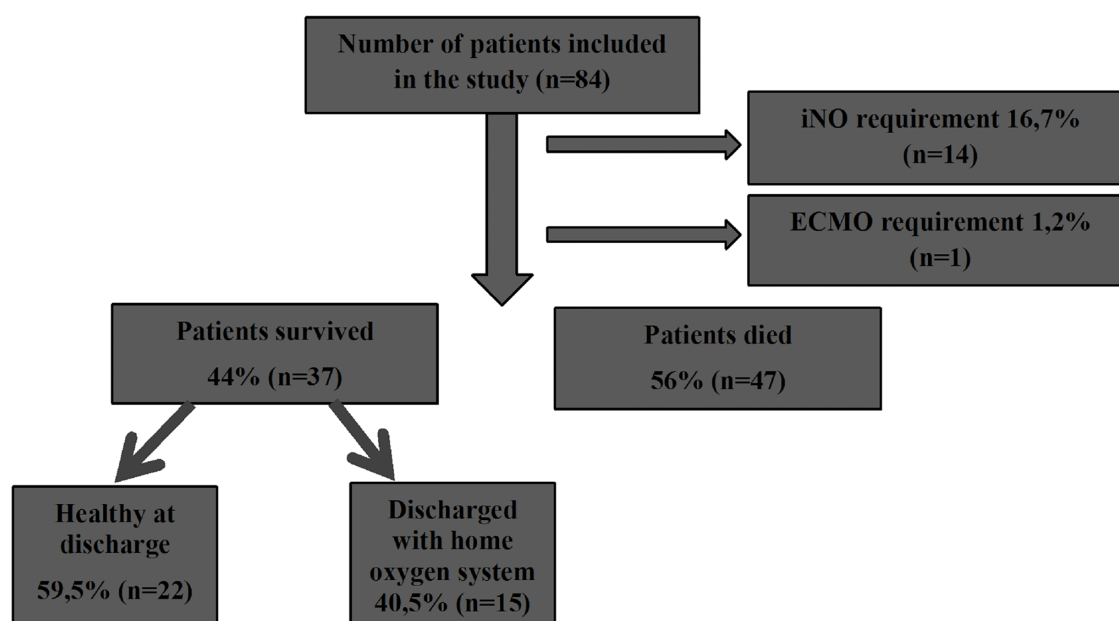 Number of patients included
in the study (n=84)
iNO requirement 16,7%
(n=14)
ECMO requirement 1,2%
(n=1)
Patients survived
44% (n=37)
Patients died
56% (n=47)
Healthy at
discharge
59,5% (n=22)
Discharged
with home
oxygen system
40,5% (n=15)